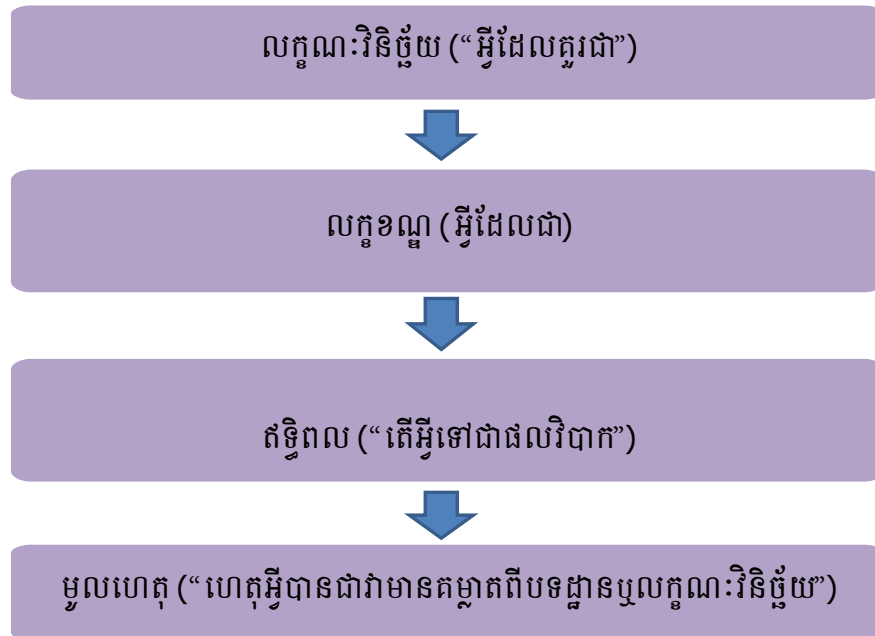 លក្ខណៈវិនិច្ឆ័យ (“អ្វីដែលគួរជា”)
លក្ខខណ្ឌ (អ្វីដែលជា)
ឥទ្ធិពល (“តើអ្វីទៅជាផលវិបាក”)
មូលហេតុ (“ហេតុអ្វីបានជាវាមានគម្លាតពីបទដ្ឋានឬលក្ខណៈវិនិច្ឆ័យ”)